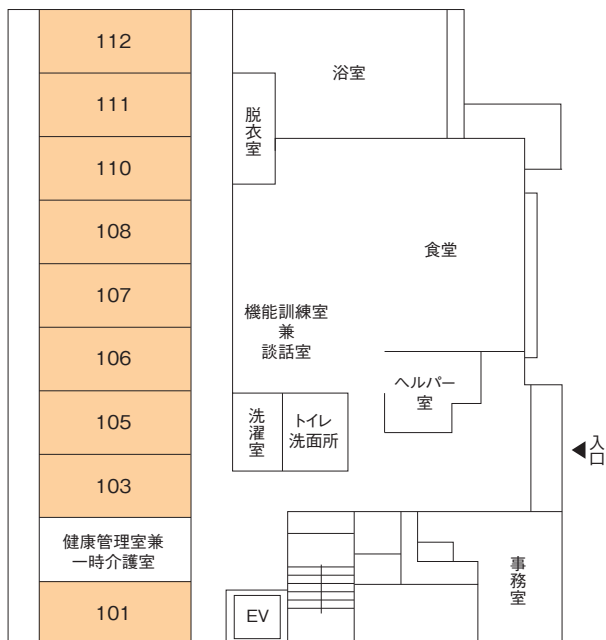 112
111
110
108
107
106
105
103
健康管理室兼
一時介護室
101
浴室
脱衣室
食堂
機能訓練室
兼
談話室
ヘルパー
室
洗濯室
トイレ
洗面所
入口
事務室
EV